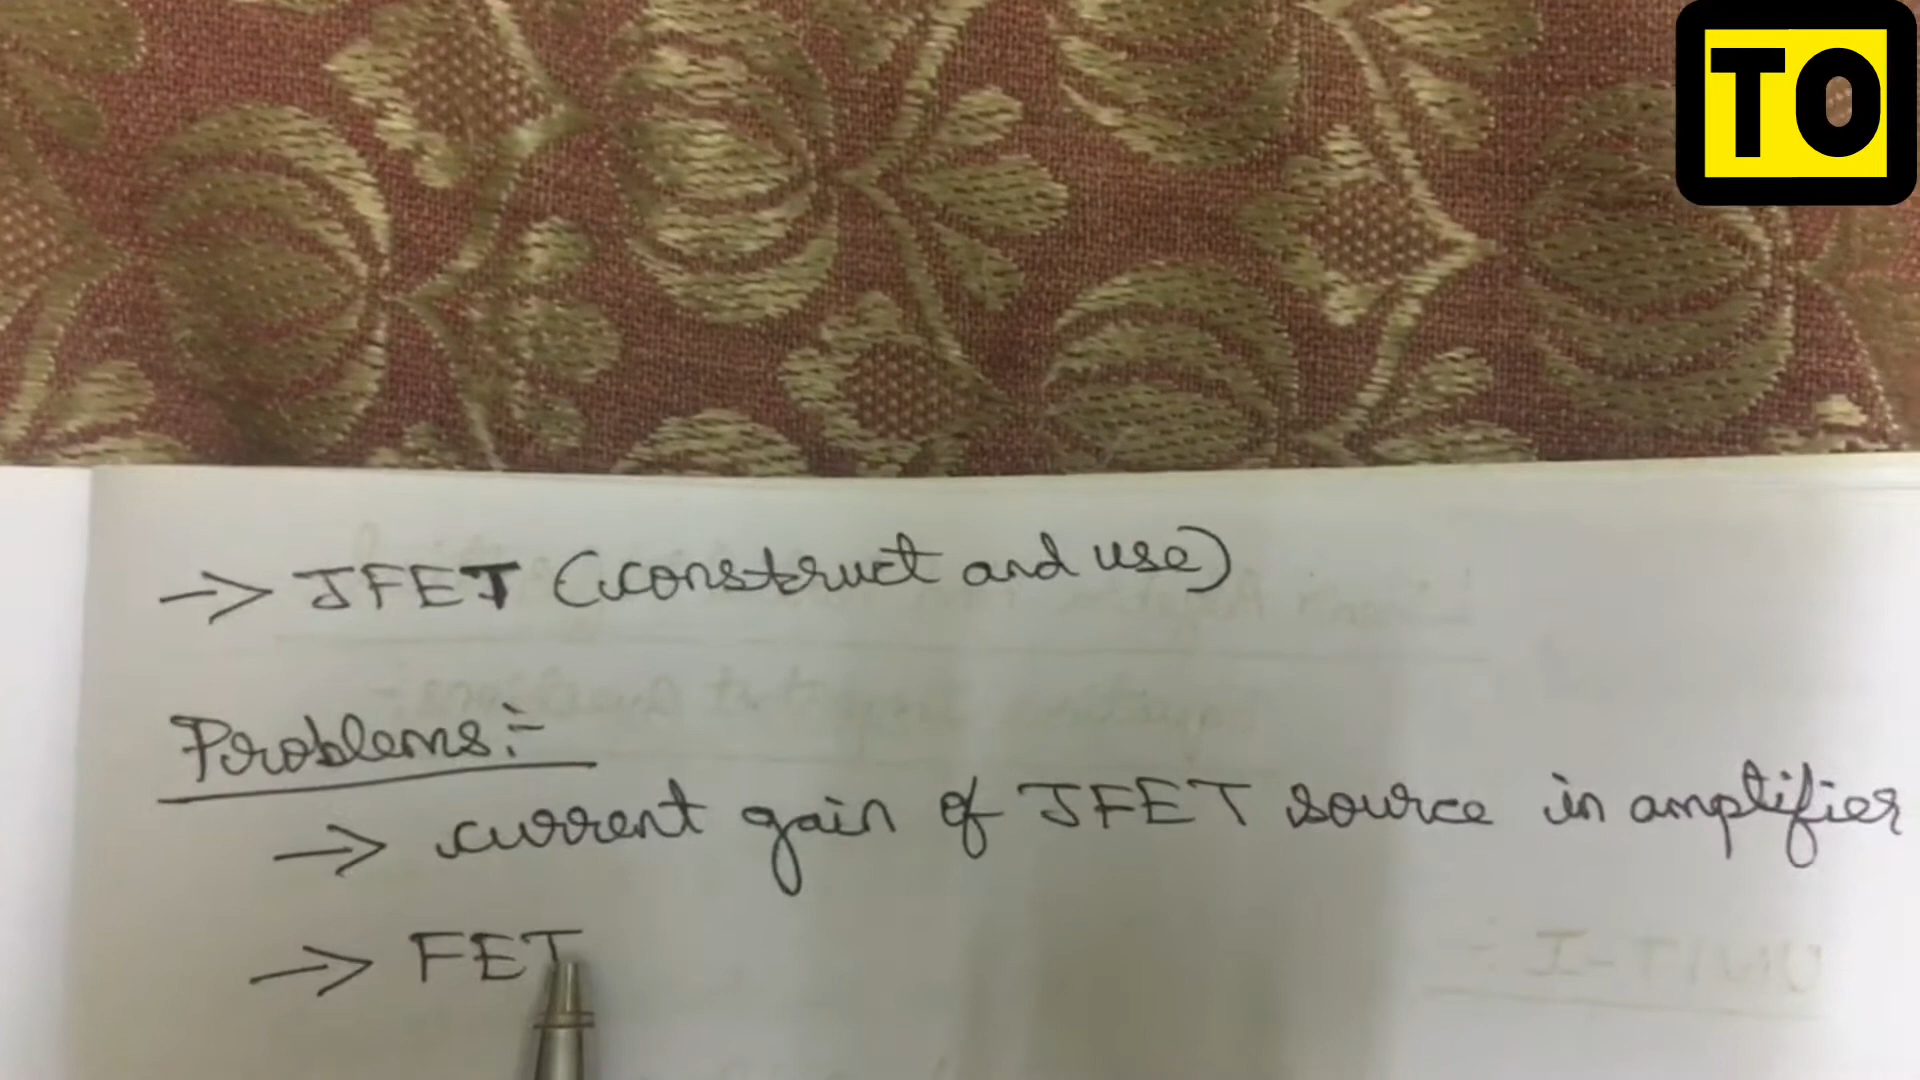 TO
→ JFET (construct and use)
Problems:-
→ current gain of JFET source in amplifier
→ FET